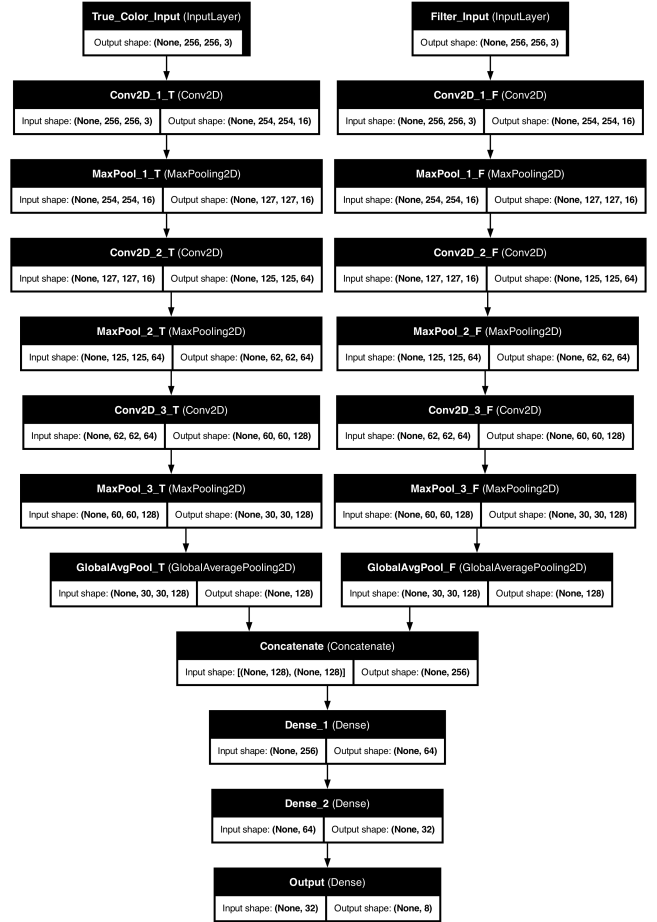 True_Color_Input (InputLayer)
Output shape: (None, 256, 256, 3)
Filter_Input (InputLayer)
Output shape: (None, 256, 256, 3)
Conv2D_1_T (Conv2D)
Input shape: (None, 256, 256, 3) Output shape: (None, 254, 254, 16)
Conv2D_1_F (Conv2D)
Input shape: (None, 256, 256, 3) Output shape: (None, 254, 254, 16)
MaxPool_1_T (MaxPooling2D)
Input shape: (None, 254, 254, 16) Output shape: (None, 127, 127, 16)
MaxPool_1_F (MaxPooling2D)
Input shape: (None, 254, 254, 16) Output shape: (None, 127, 127, 16)
Conv2D_2_T (Conv2D)
Input shape: (None, 127, 127, 16) Output shape: (None, 125, 125, 64)
Conv2D_2_F (Conv2D)
Input shape: (None, 127, 127, 16) Output shape: (None, 125, 125, 64)
MaxPool_2_T (MaxPooling2D)
Input shape: (None, 125, 125, 64) Output shape: (None, 62, 62, 64)
MaxPool_2_F (MaxPooling2D)
Input shape: (None, 125, 125, 64) Output shape: (None, 62, 62, 64)
Conv2D_3_T (Conv2D)
Input shape: (None, 62, 62, 64) Output shape: (None, 60, 60, 128)
Conv2D_3_F (Conv2D)
Input shape: (None, 62, 62, 64) Output shape: (None, 60, 60, 128)
MaxPool_3_T (MaxPooling2D)
Input shape: (None, 60, 60, 128) Output shape: (None, 30, 30, 128)
MaxPool_3_F (MaxPooling2D)
Input shape: (None, 60, 60, 128) Output shape: (None, 30, 30, 128)
GlobalAvgPool_T (GlobalAveragePooling2D)
Input shape: (None, 30, 30, 128) Output shape: (None, 128)
GlobalAvgPool_F (GlobalAveragePooling2D)
Input shape: (None, 30, 30, 128) Output shape: (None, 128)
Concatenate (Concatenate)
Input shape: [(None, 128), (None, 128)] Output shape: (None, 256)
Dense_1 (Dense)
Input shape: (None, 256) Output shape: (None, 64)
Dense_2 (Dense)
Input shape: (None, 64) Output shape: (None, 32)
Output (Dense)
Input shape: (None, 32) Output shape: (None, 8)